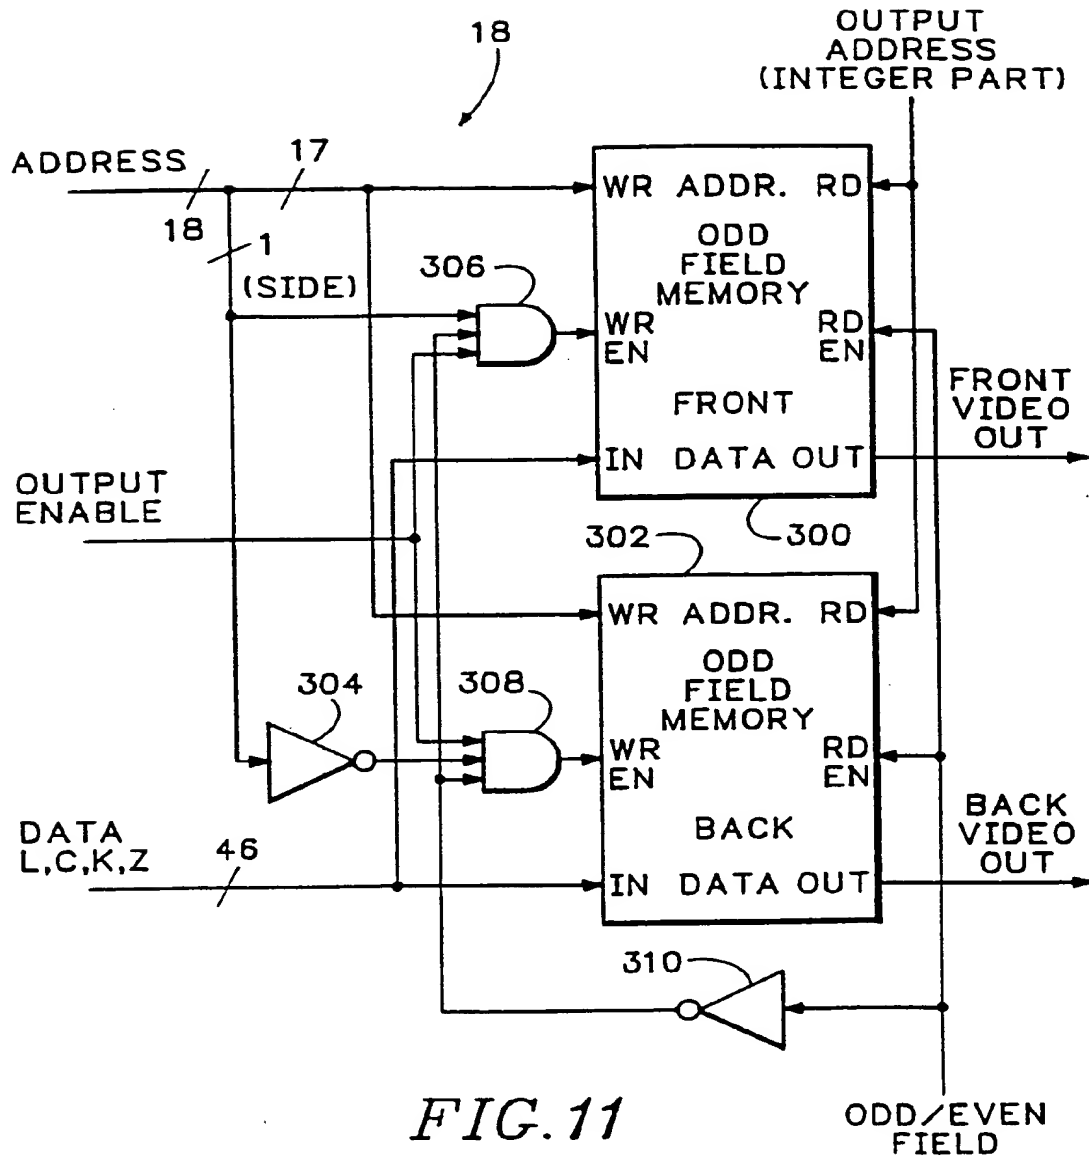 18
OUTPUT
ADDRESS
(INTEGER PART)
ADDRESS
18
17
1
(SIDE)
306
WR ADDR. RD
ODD
FIELD
MEMORY
WR
EN
RD
EN
FRONT
IN DATA OUT
FRONT
VIDEO
OUT
300
OUTPUT
ENABLE
302
WR ADDR. RD
ODD
FIELD
MEMORY
304
308
WR
EN
RD
EN
BACK
IN DATA OUT
BACK
VIDEO
OUT
DATA
L,C,K,Z
46
310
ODD/EVEN
FIELD
FIG. 11